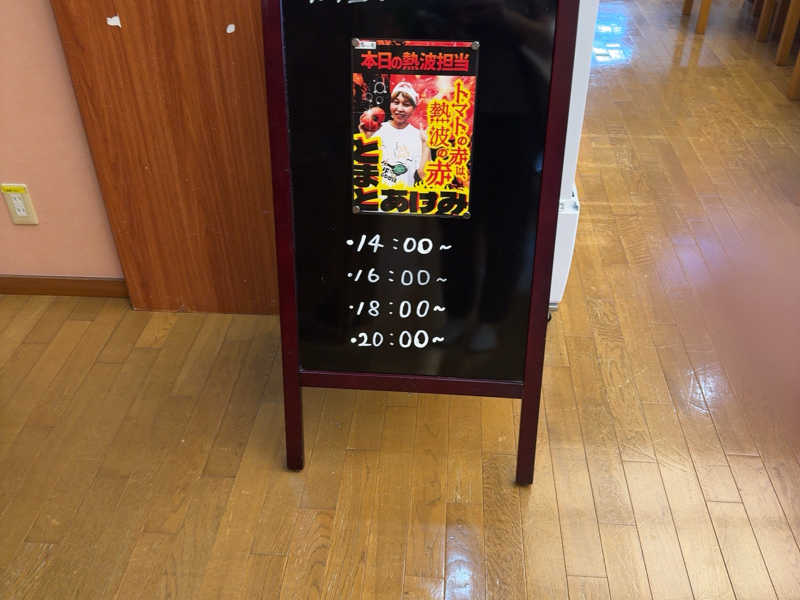 本日の熱波担当
トマトの赤は、
熱波の赤
とまと
あけみ
・14:00~
・16:00~
・18:00~
・20:00~